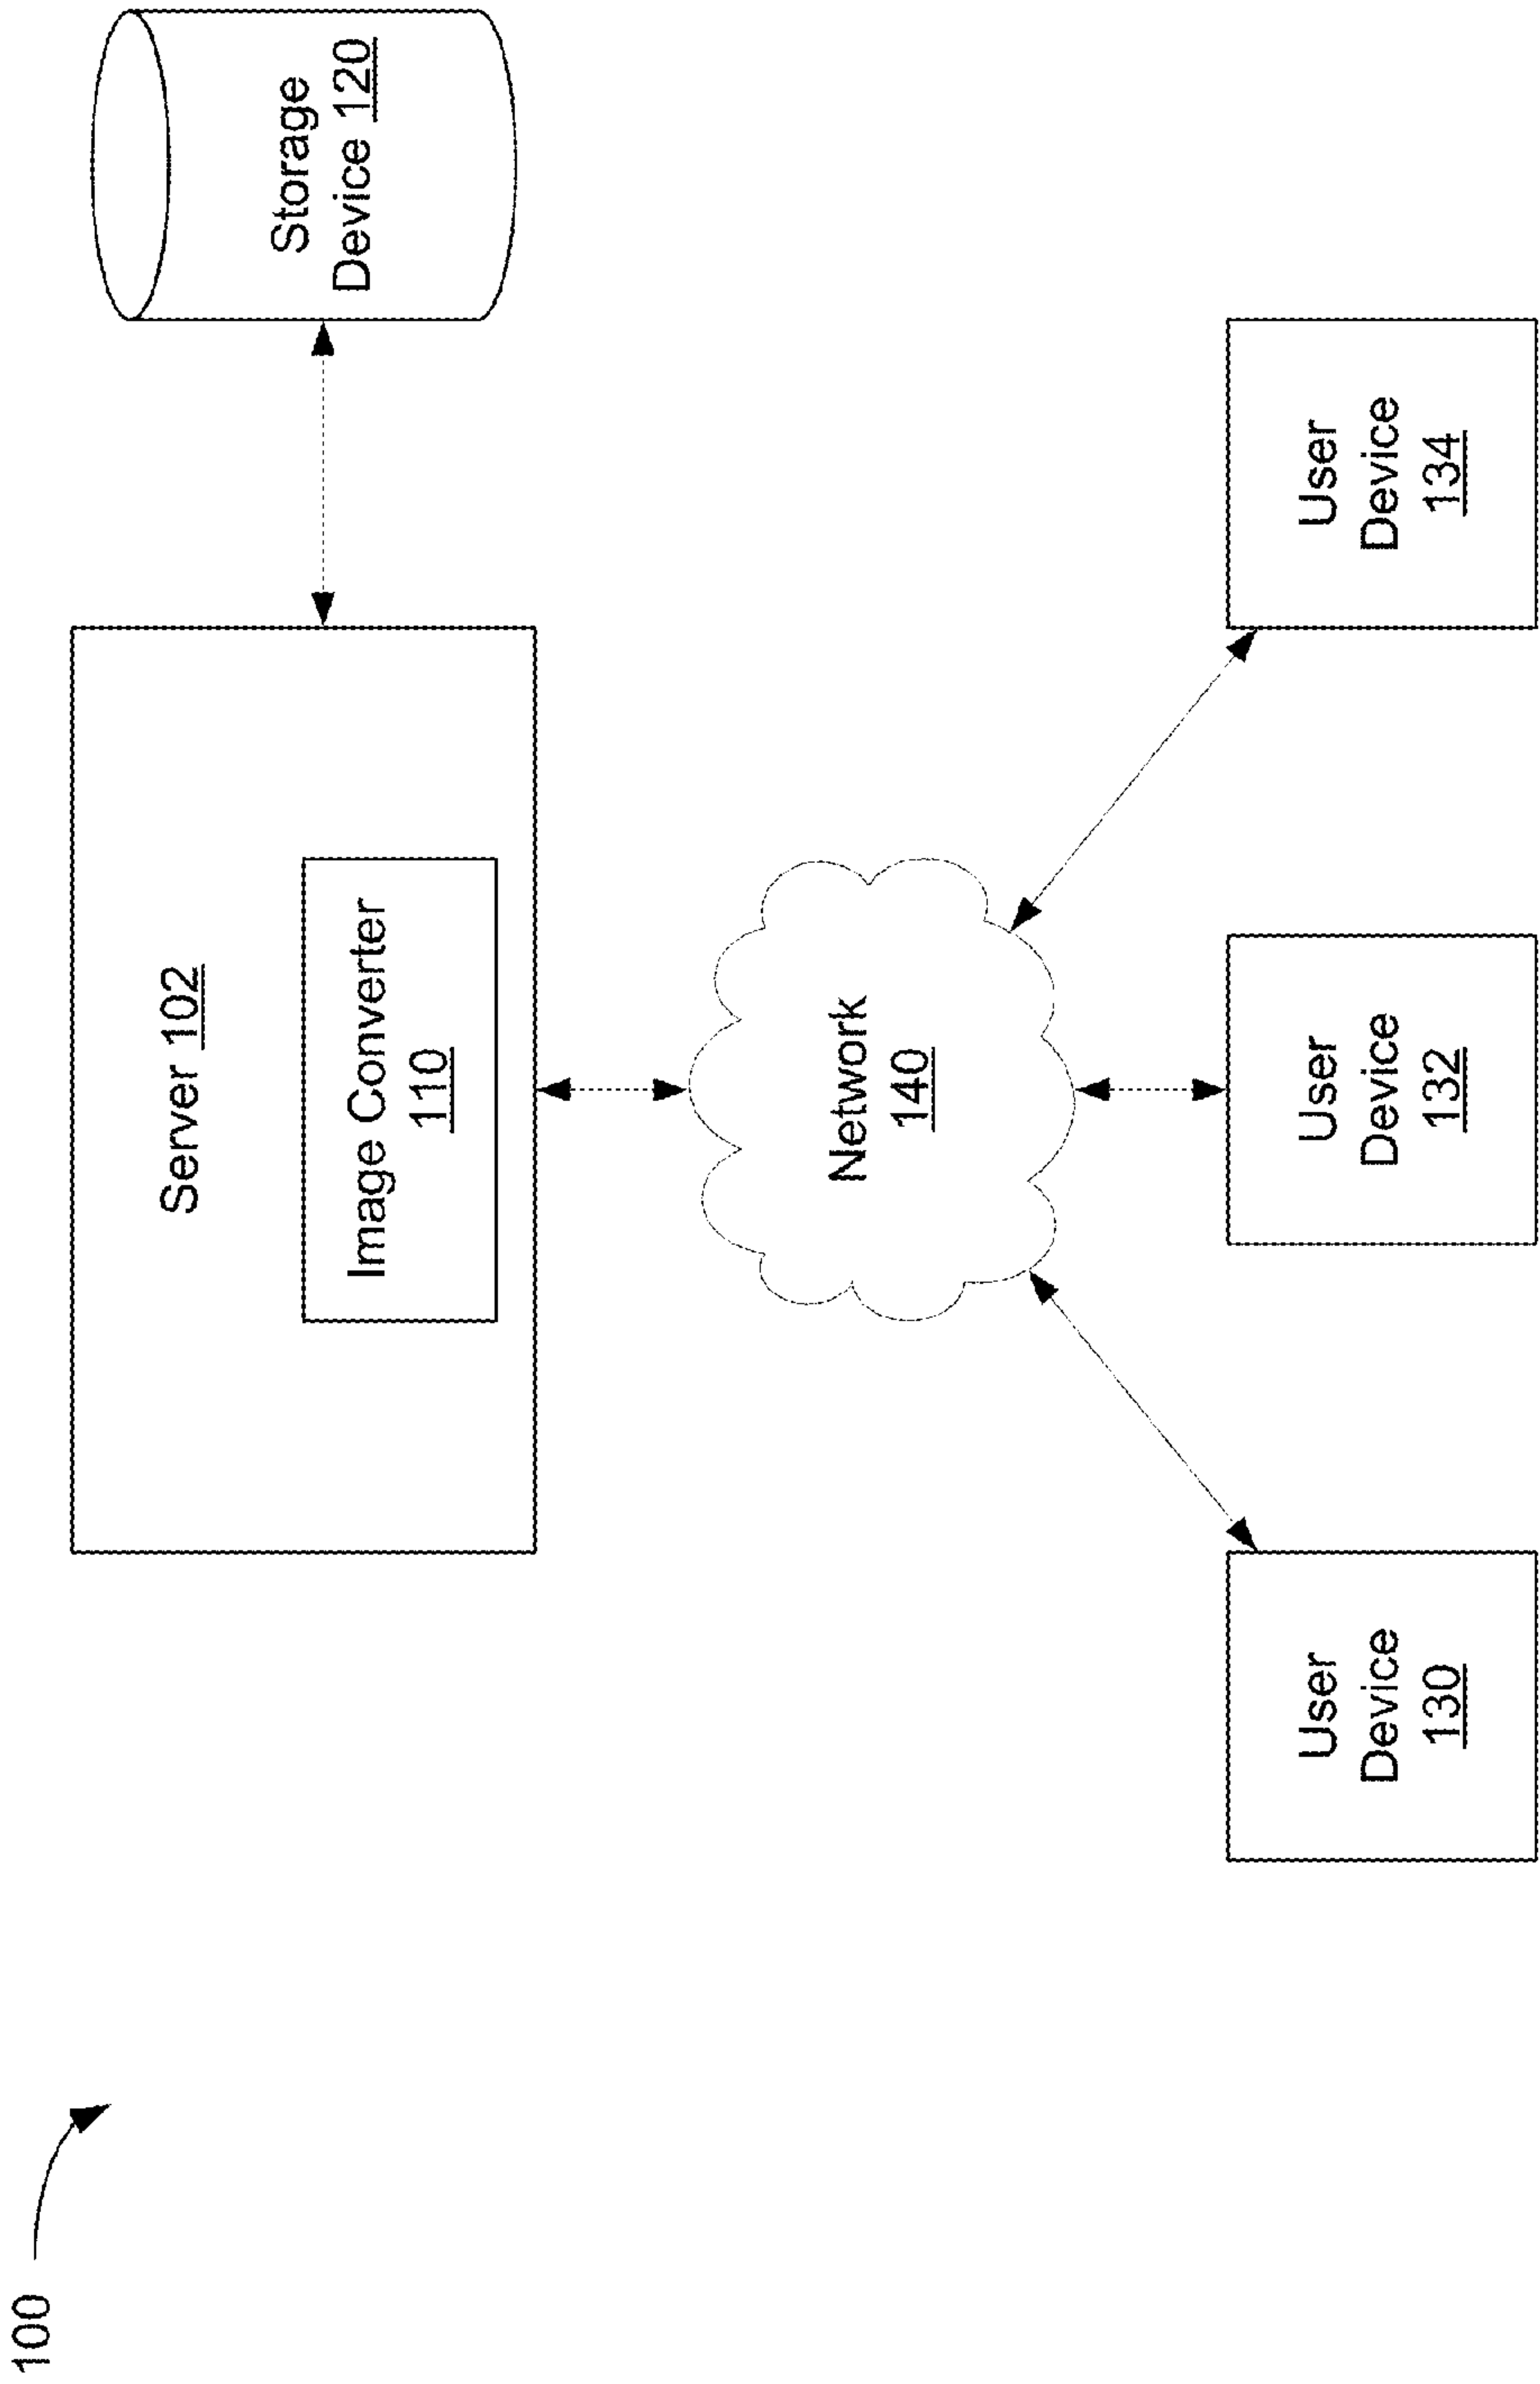 100
Server 102
Image Converter
110
Storage
Device 120
Network
140
User
Device
130
User
Device
132
User
Device
134